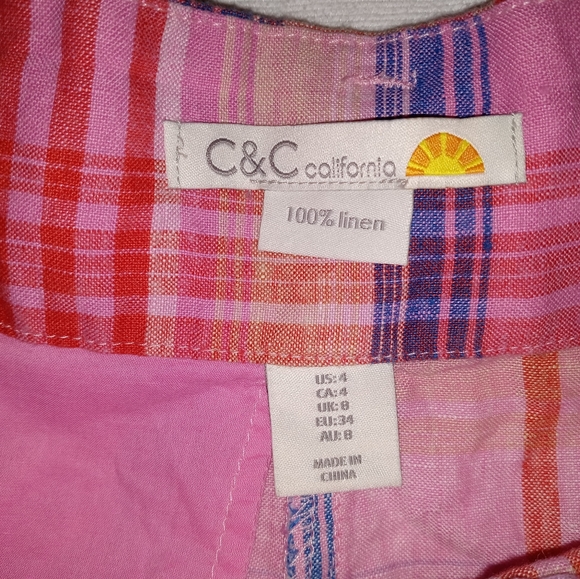 C&C california
100% linen
US: 4
CA: 4
UK: 8
EU: 34
AU: 8
MADE IN
CHINA